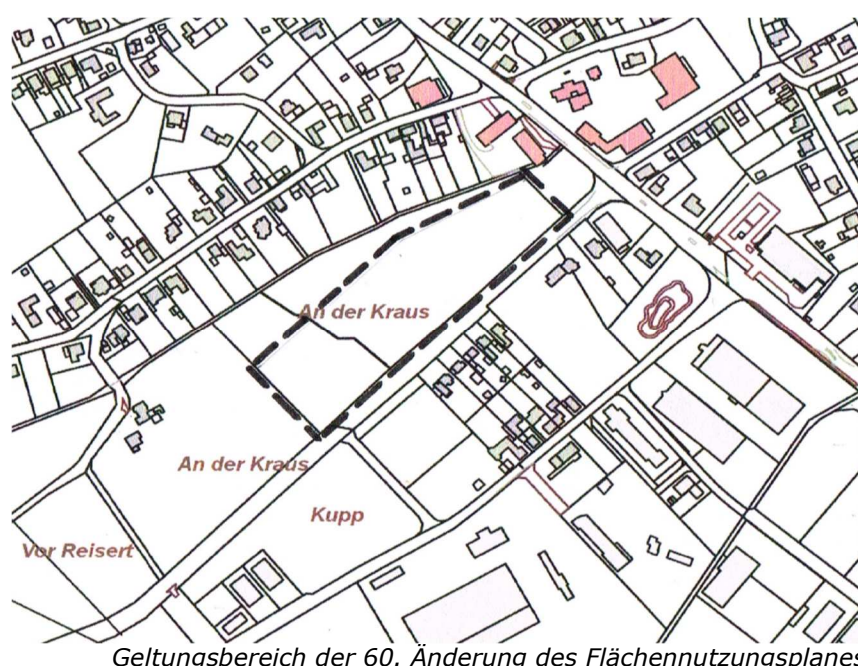 An der Kraus
An der Kraus
Kupp
Vor Reisert
Geltungsbereich der 60. Änderung des Flächennutzungsplanes